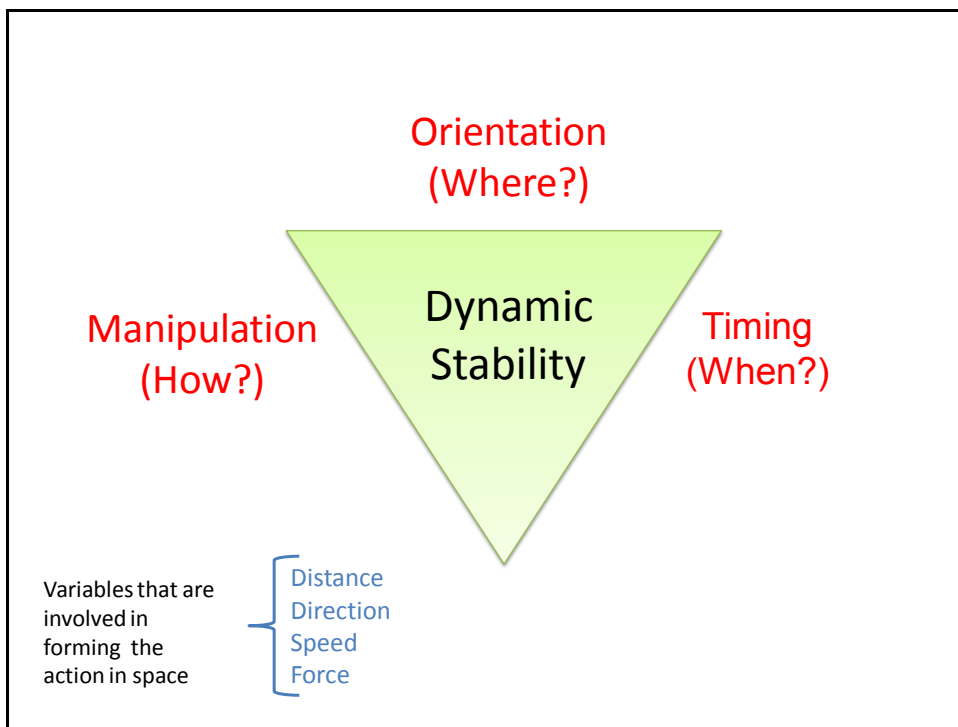 Orientation
(Where?)
Dynamic
Stability
Manipulation
(How?)
Timing
(When?)
Variables that are
involved in
forming the
action in space
Distance
Direction
Speed
Force